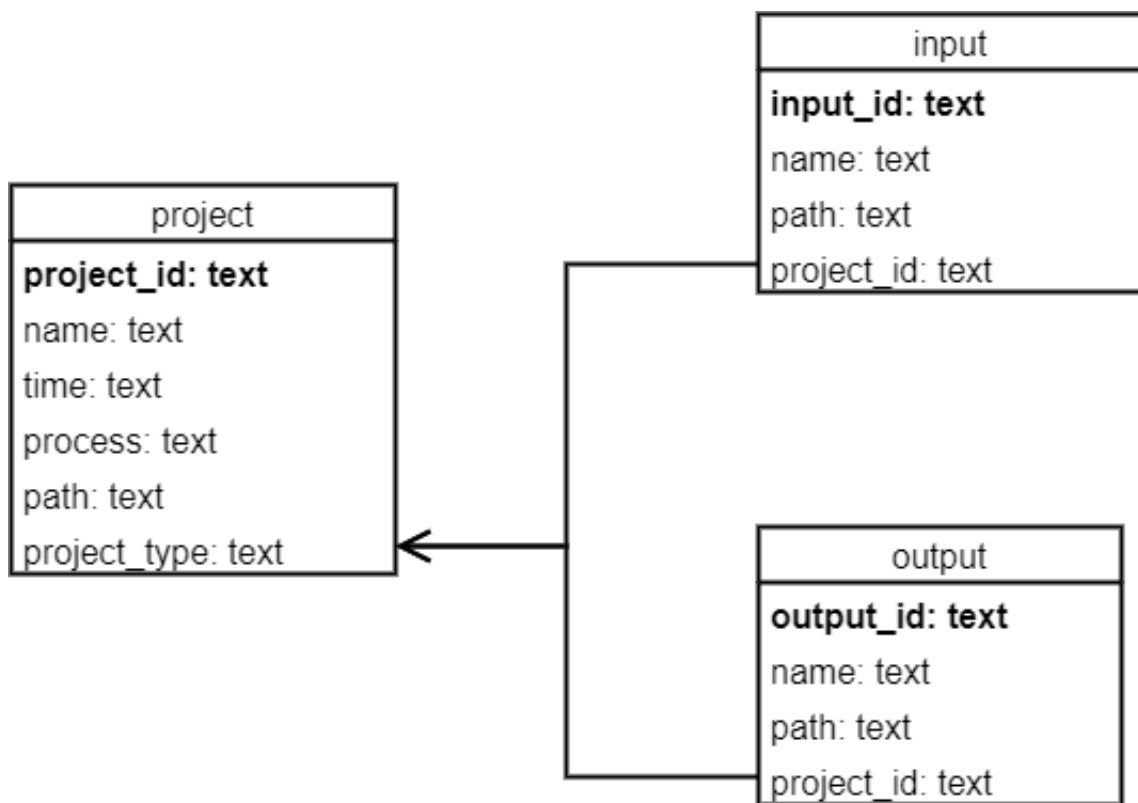 project
project_id: text
name: text
time: text
process: text
path: text
project_type: text
input
input_id: text
name: text
path: text
project_id: text
output
output_id: text
name: text
path: text
project_id: text